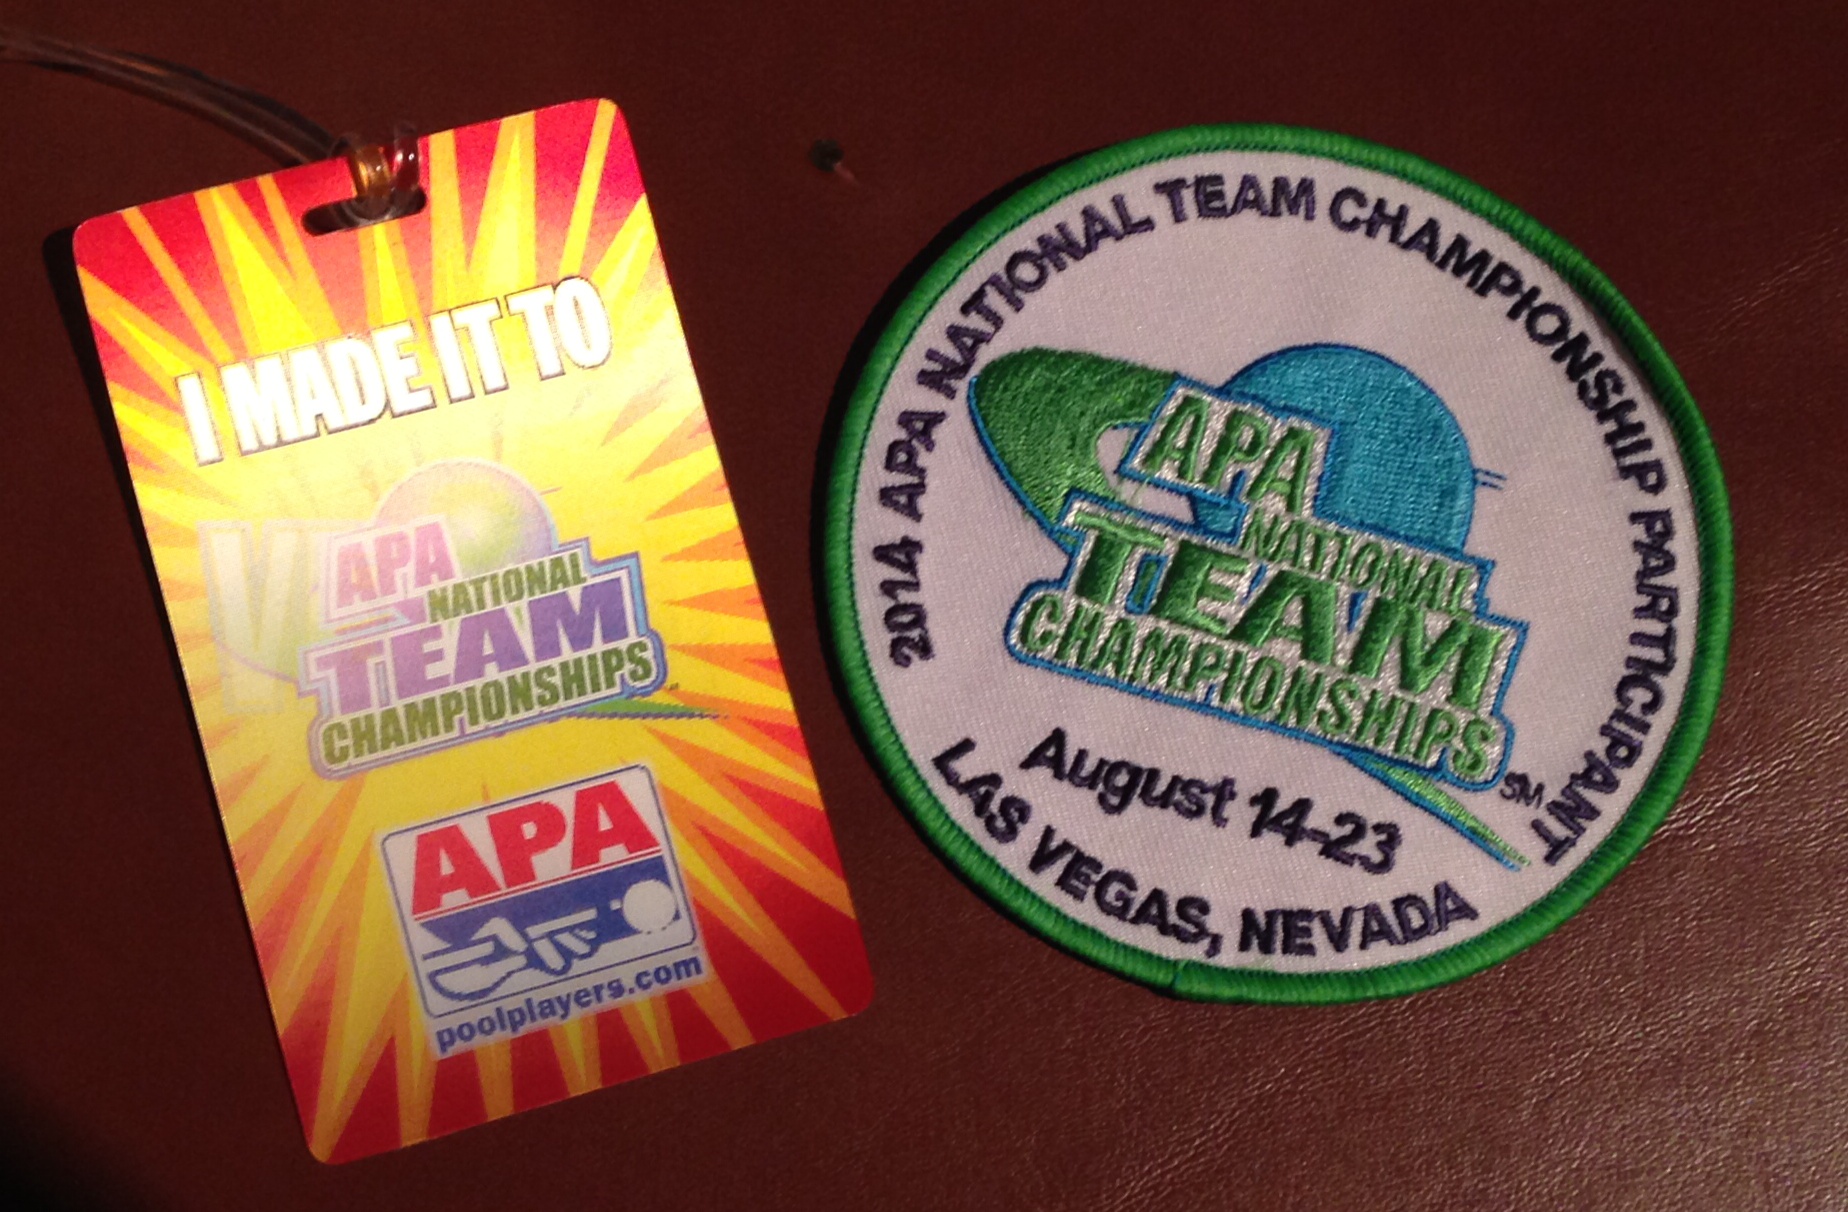 I MADE IT TO
APA
NATIONAL
TEAM
CHAMPIONSHIPS
APA
poolplayers.com
2014 APA NATIONAL TEAM CHAMPIONSHIP PARTICIPANT
APA
NATIONAL
TEAM
CHAMPIONSHIPS
SM
August 14-23
LAS VEGAS, NEVADA